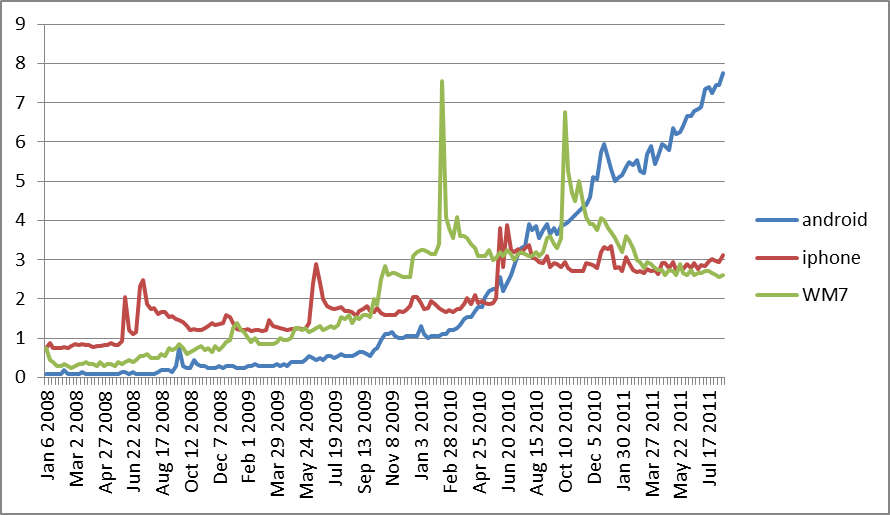 9
8
7
6
5
4
3
2
1
0
Jan 6 2008
Mar 2 2008
Apr 27 2008
Jun 22 2008
Aug 17 2008
Oct 12 2008
Dec 7 2008
Feb 1 2009
Mar 29 2009
May 24 2009
Jul 19 2009
Sep 13 2009
Nov 8 2009
Jan 3 2010
Feb 28 2010
Apr 25 2010
Jun 20 2010
Aug 15 2010
Oct 10 2010
Dec 5 2010
Jan 30 2011
Mar 27 2011
May 22 2011
Jul 17 2011
android
iphone
WM7